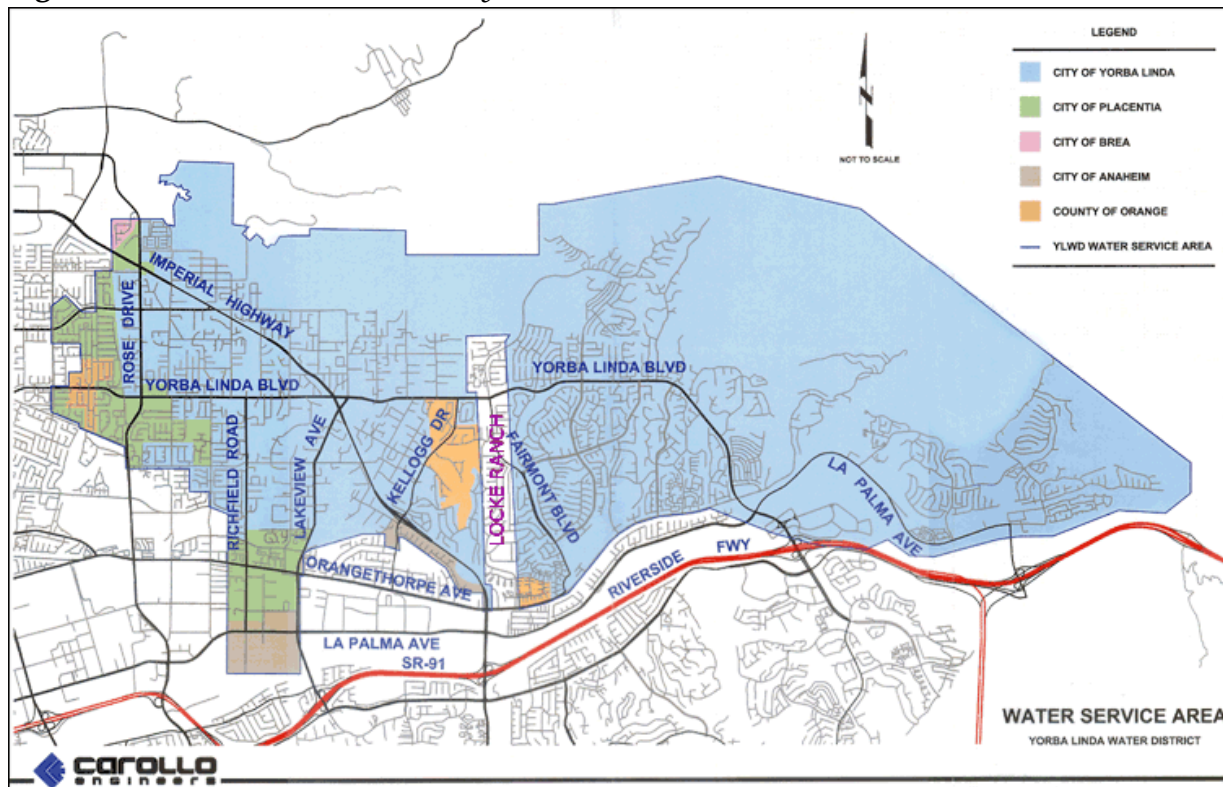 LEGEND
CITY OF YORBA LINDA
CITY OF PLACENTIA
CITY OF BREA
CITY OF ANAHEIM
COUNTY OF ORANGE
YLWD WATER SERVICE AREA
NOT TO SCALE
IMPERIAL HIGHWAY
ROSE DRIVE
YORBA LINDA BLVD
YORBA LINDA BLVD
RICHFIELD ROAD
LAKEVIEW AVE
KELLOGG DR
LOCKE RANCH
FAIRMONT BLVD
LA PALMA AVE
ORANGETHORPE AVE
RIVERSIDE FWY
LA PALMA AVE
SR-91
WATER SERVICE AREA
YORBA LINDA WATER DISTRICT
carollo
engineers